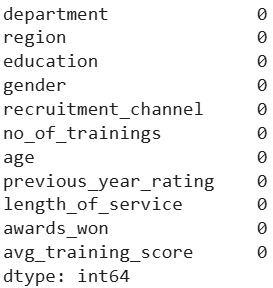 department 0
region 0
education 0
gender 0
recruitment_channel 0
no_of_trainings 0
age 0
previous_year_rating 0
length_of_service 0
awards_won 0
avg_training_score 0
dtype: int64